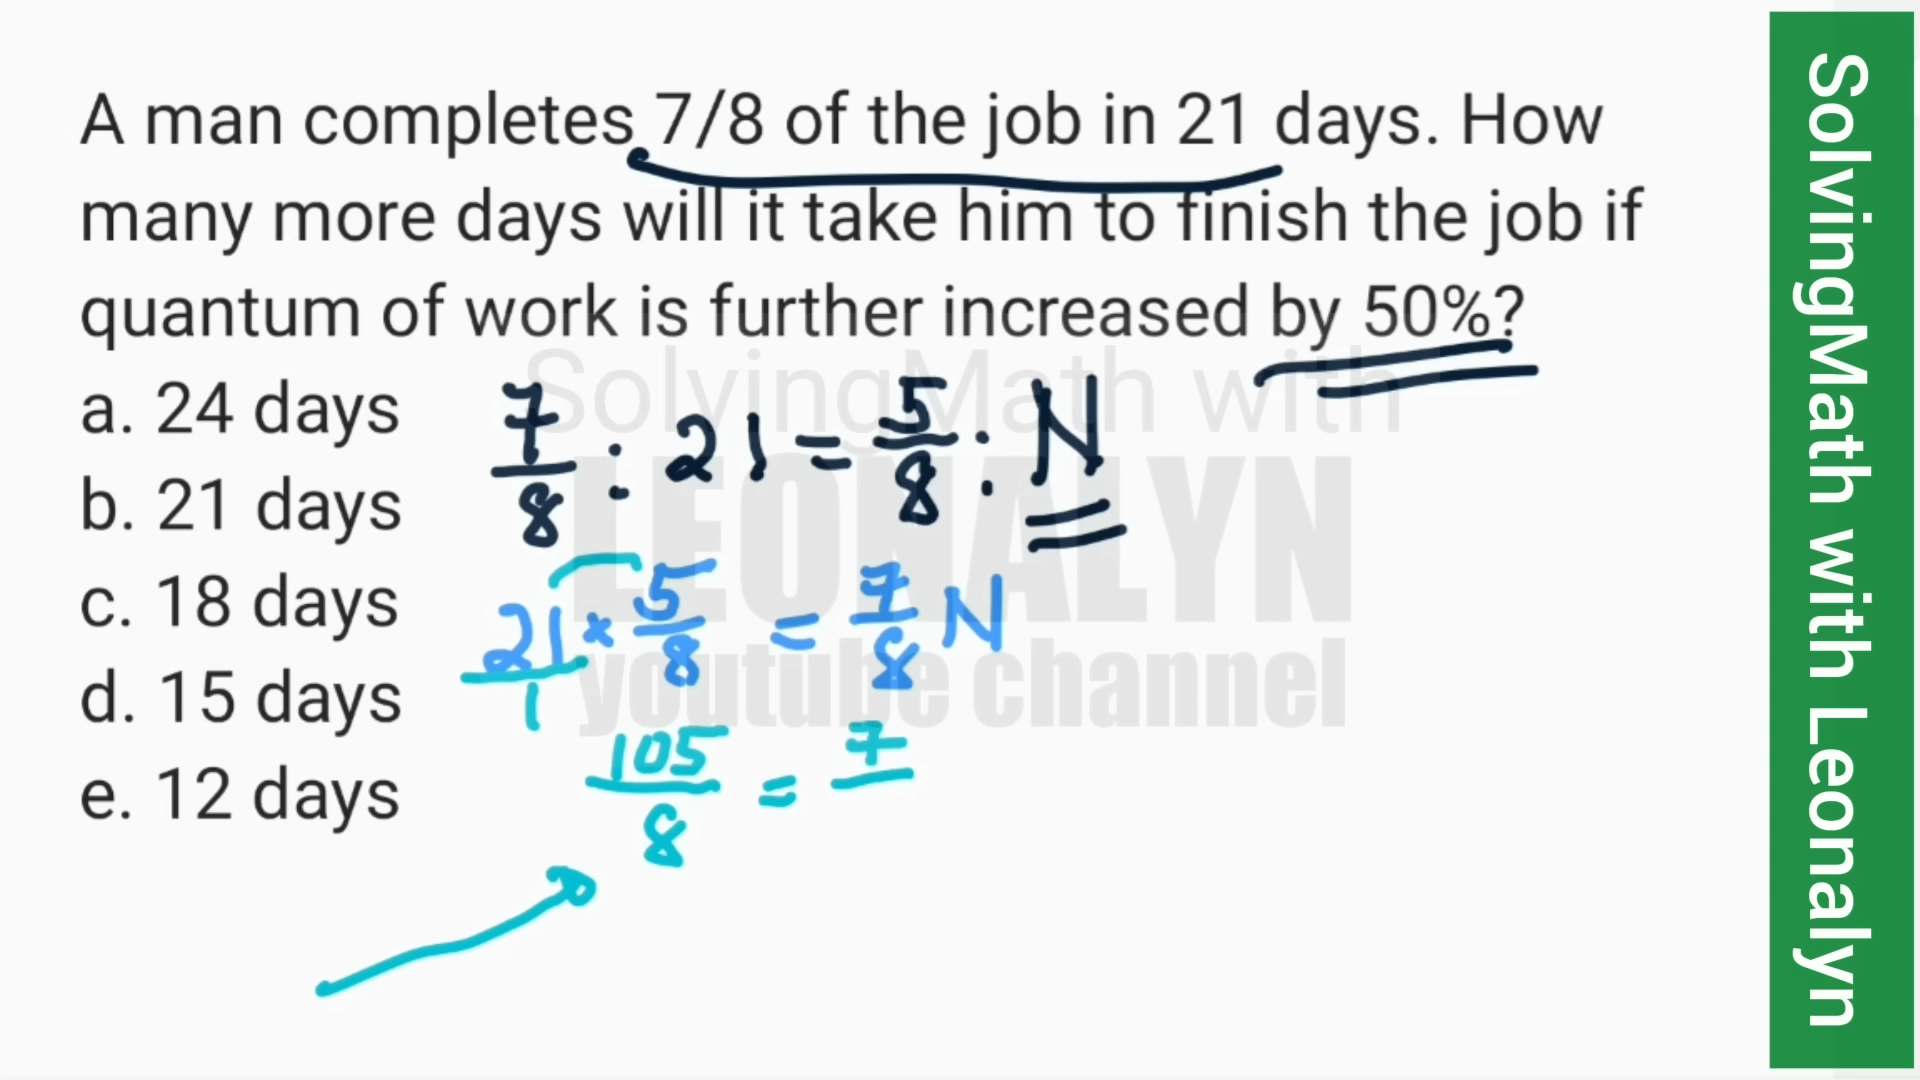 A man completes 7/8 of the job in 21 days. How
many more days will it take him to finish the job if
quantum of work is further increased by 50%?
a. 24 days
b. 21 days
c. 18 days
d. 15 days
e. 12 days
7/8 : 21 = 5/8 : N
21/1 × 5/8 = 7/8 N
105/8 = 7
SolvingMath with
LEONALYN
youtube channel
SolvingMath with Leonalyn